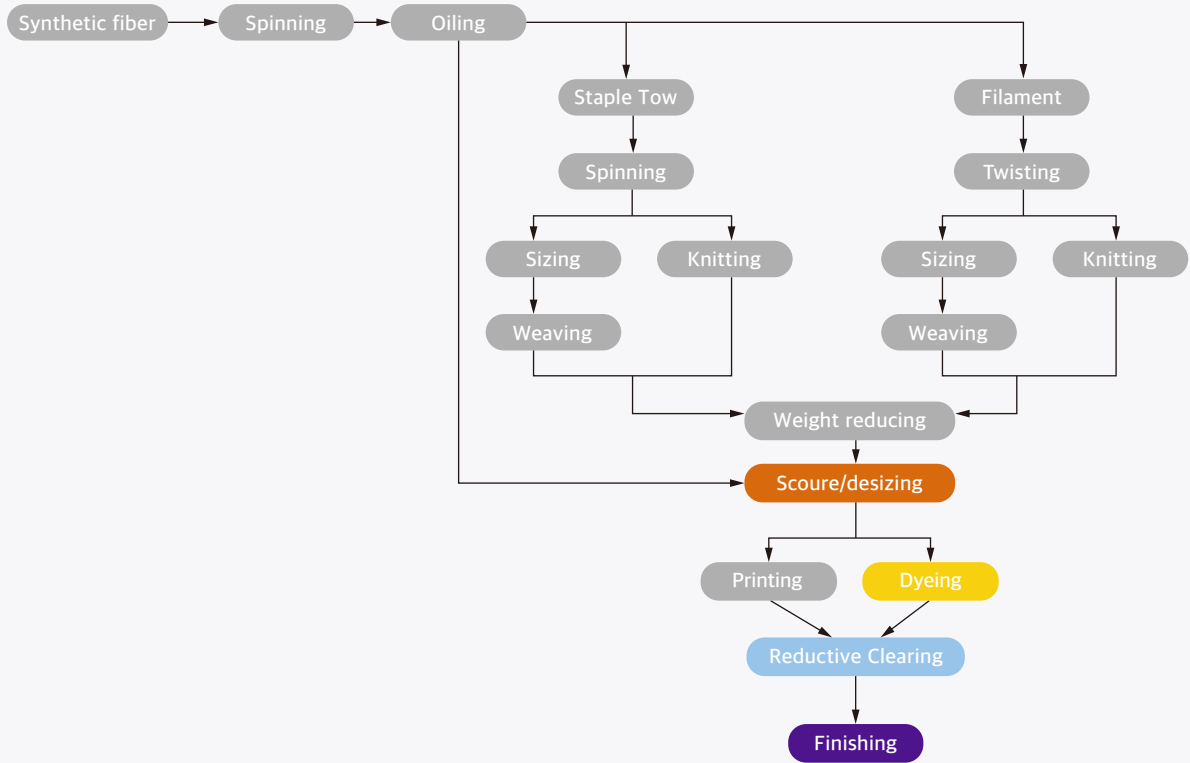 Synthetic fiber
Spinning
Oiling
Staple Tow
Filament
Spinning
Twisting
Sizing
Knitting
Sizing
Knitting
Weaving
Weaving
Weight reducing
Scoure/desizing
Printing
Dyeing
Reductive Clearing
Finishing